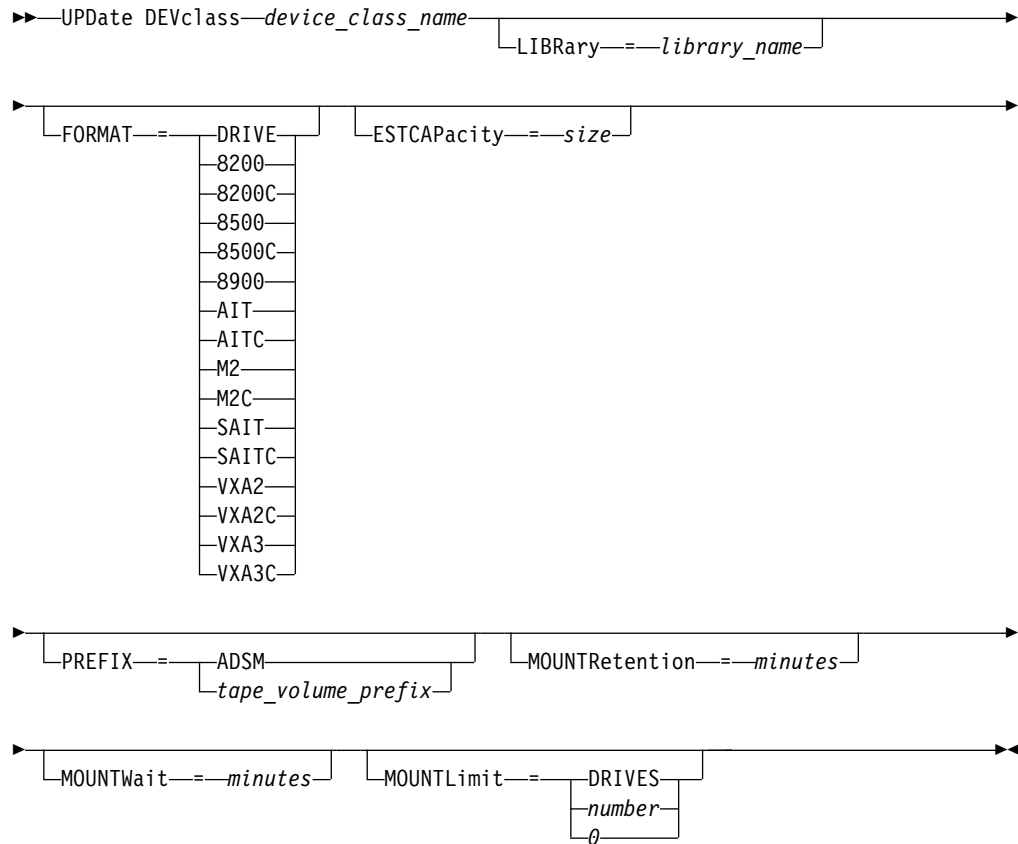 UPDate DEVclass device_class_name
LIBRary = library_name
FORMAT = DRIVE
8200
8200C
8500
8500C
8900
AIT
AITC
M2
M2C
SAIT
SAITC
VXA2
VXA2C
VXA3
VXA3C
ESTCAPacity = size
PREFIX = ADSM
tape_volume_prefix
MOUNTRetention = minutes
MOUNTWait = minutes
MOUNTLimit = DRIVES
number
0